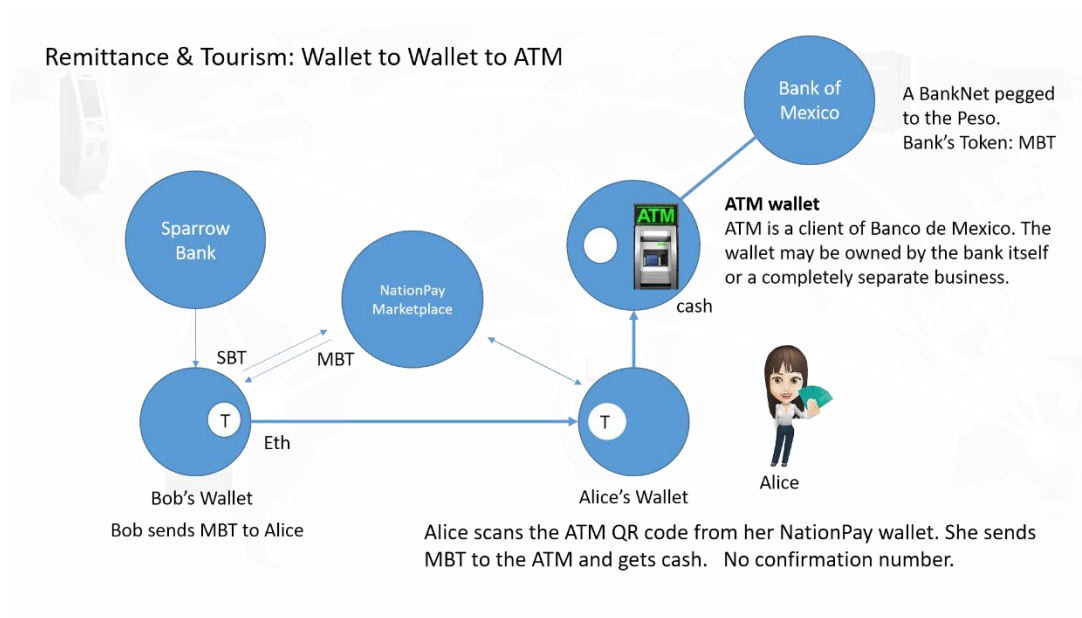 Remittance & Tourism: Wallet to Wallet to ATM
Bank of
Mexico
A BankNet pegged
to the Peso.
Bank's Token: MBT
Sparrow
Bank
NationPay
Marketplace
ATM
cash
ATM wallet
ATM is a client of Banco de Mexico. The
wallet may be owned by the bank itself
or a completely separate business.
SBT
MBT
T
Eth
T
Bob's Wallet
Bob sends MBT to Alice
Alice's Wallet
Alice
Alice scans the ATM QR code from her NationPay wallet. She sends
MBT to the ATM and gets cash. No confirmation number.